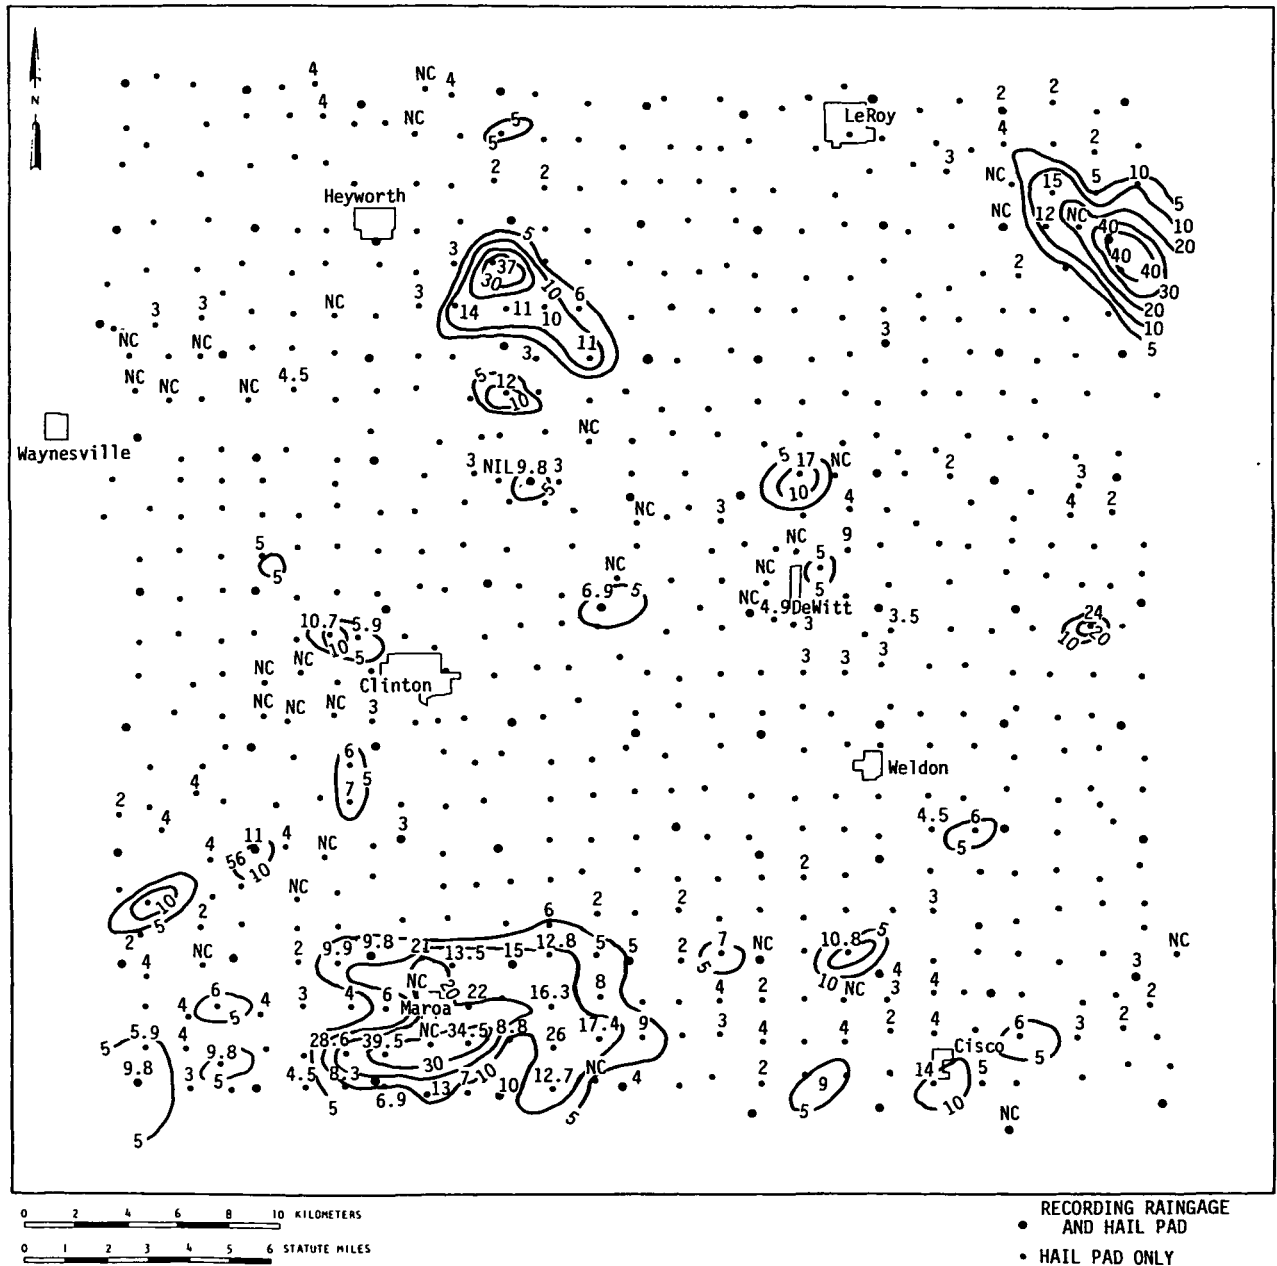 4 NC 4 2 2
N 4 NC 5 LeRoy 4 2
5 3
2 2 NC 15 5 10
Heyworth 5
NC 12 NC 10
5 40 20
3 37 2 40 40
30 10 6 30
3 3 NC 3 14 11 10 20
10
NC NC 3 11 3 5
NC NC NC 4.5 5 12
10
NC
Waynesville 3 NIL 9.8 3 5 17 NC 2 3
5 10 4 4 2
NC 3
5 NC 9
5 NC NC 5
6.9 5 NC 5
4.9 DeWitt 24
10.7 5.9 3 3.5 10 20
10 5
NC NC 3 3 3
Clinton
NC NC NC 3
6 Weldon
4 7 5
2 4 4.5 6
11 4 3 5
4 56 NC
10 2
10 NC 3
5 2 6 2 2
2 9.9 9.8 21 13.5 15 12.8 5 5 2 7 NC 10.8 5 NC
4 NC 2 5 3
NC 20 8 10 NC 4 4
6 4 3 4 6 22 16.3 4 2 3 2
4 5 Maroa
5.9 4 28 6 39.5 NC 34.5 8.8 26 17.4 9 3 4 4 2 4 6 3 2
5 30 Cisco 5
9.8 9.8 NC 14 5 5
3 5 4.5 8.3 13 7 10 10 12.7 4 2 9
5 6.9 5 5 10 NC
5
0 2 4 6 8 10 KILOMETERS
0 1 2 3 4 5 6 STATUTE MILES
RECORDING RAINGAGE
AND HAIL PAD
HAIL PAD ONLY